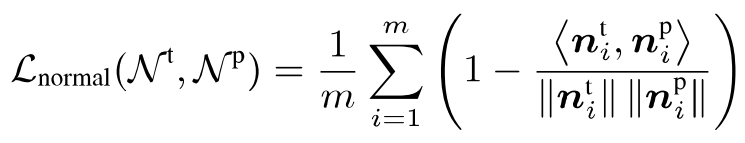 $\mathcal{L}_{\text{normal}}(\mathcal{N}^{\text{t}}, \mathcal{N}^{\text{p}}) = \frac{1}{m} \sum_{i=1}^{m} \left( 1 - \frac{\langle \boldsymbol{n}_i^{\text{t}}, \boldsymbol{n}_i^{\text{p}} \rangle}{\|\boldsymbol{n}_i^{\text{t}}\| \, \|\boldsymbol{n}_i^{\text{p}}\|} \right)$